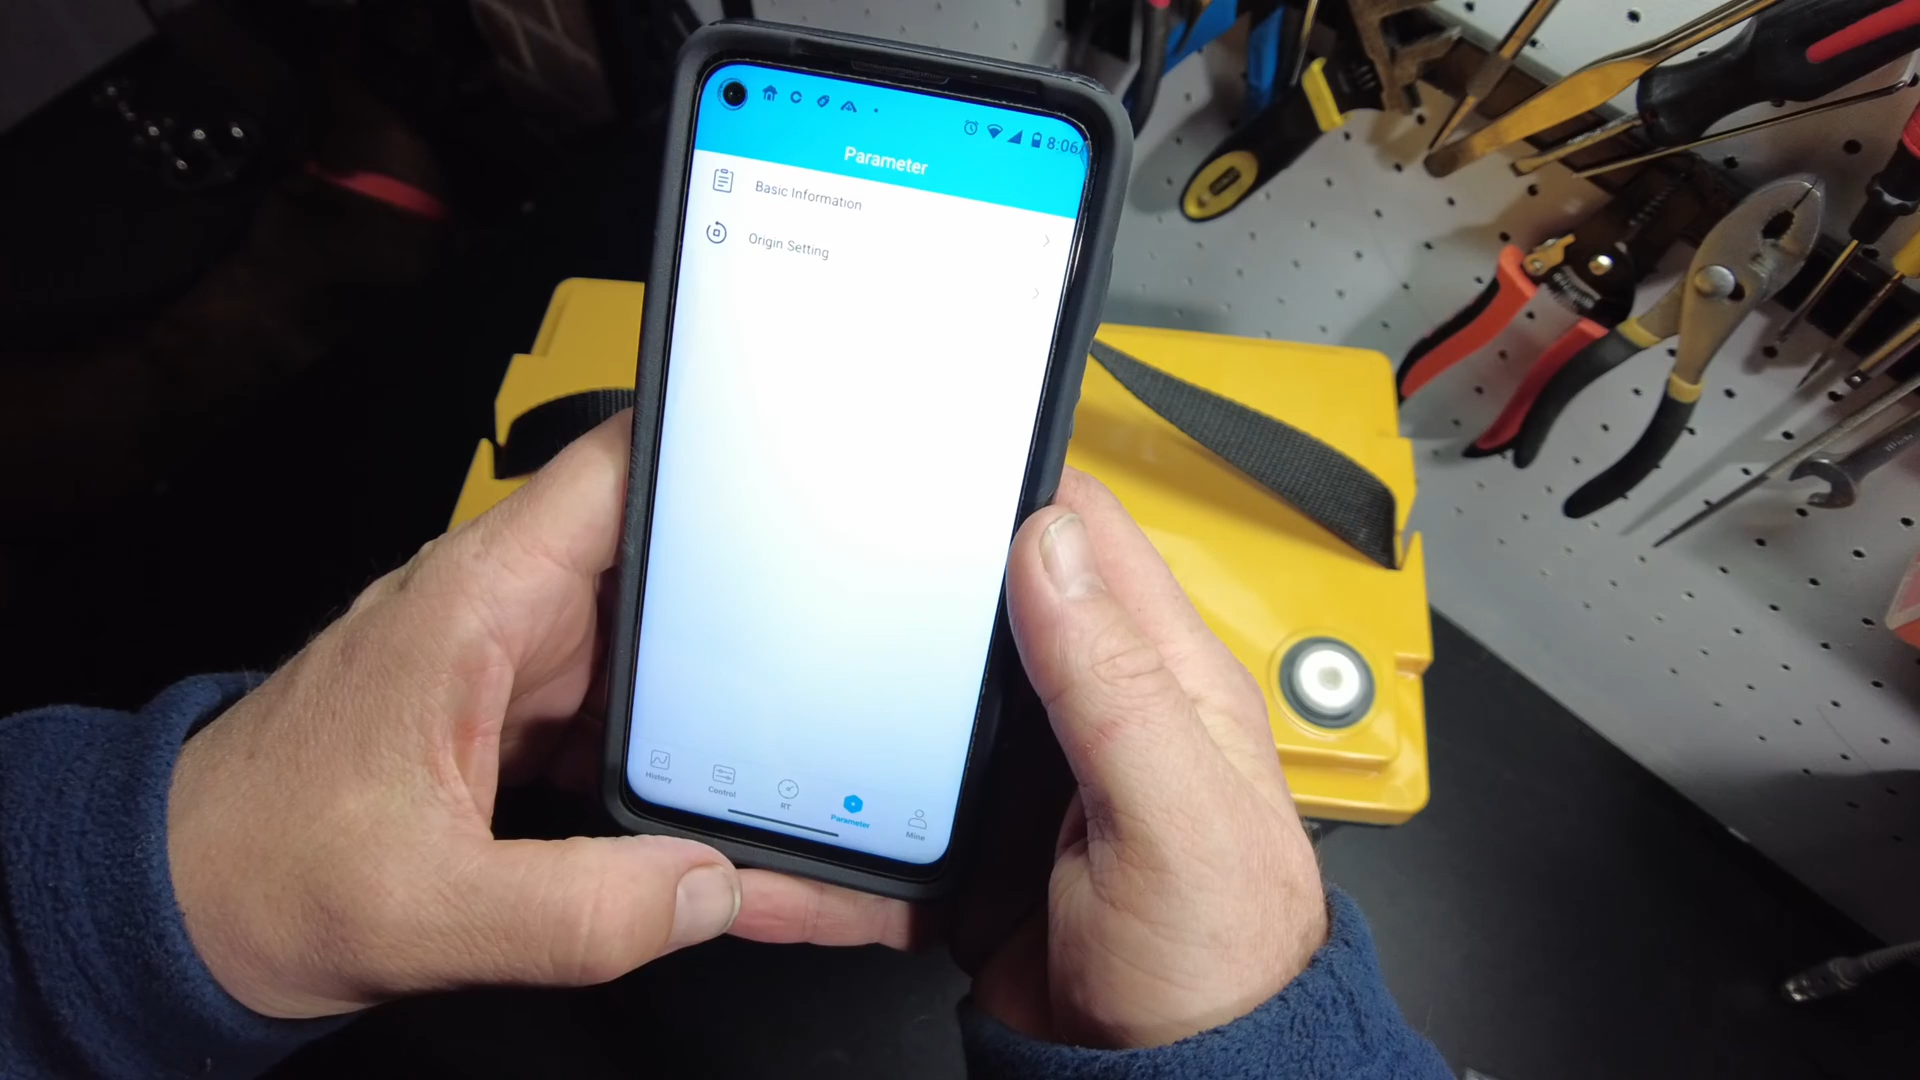 8:06
Parameter
Basic Information
Origin Setting
History
Control
RT
Parameter
Mine